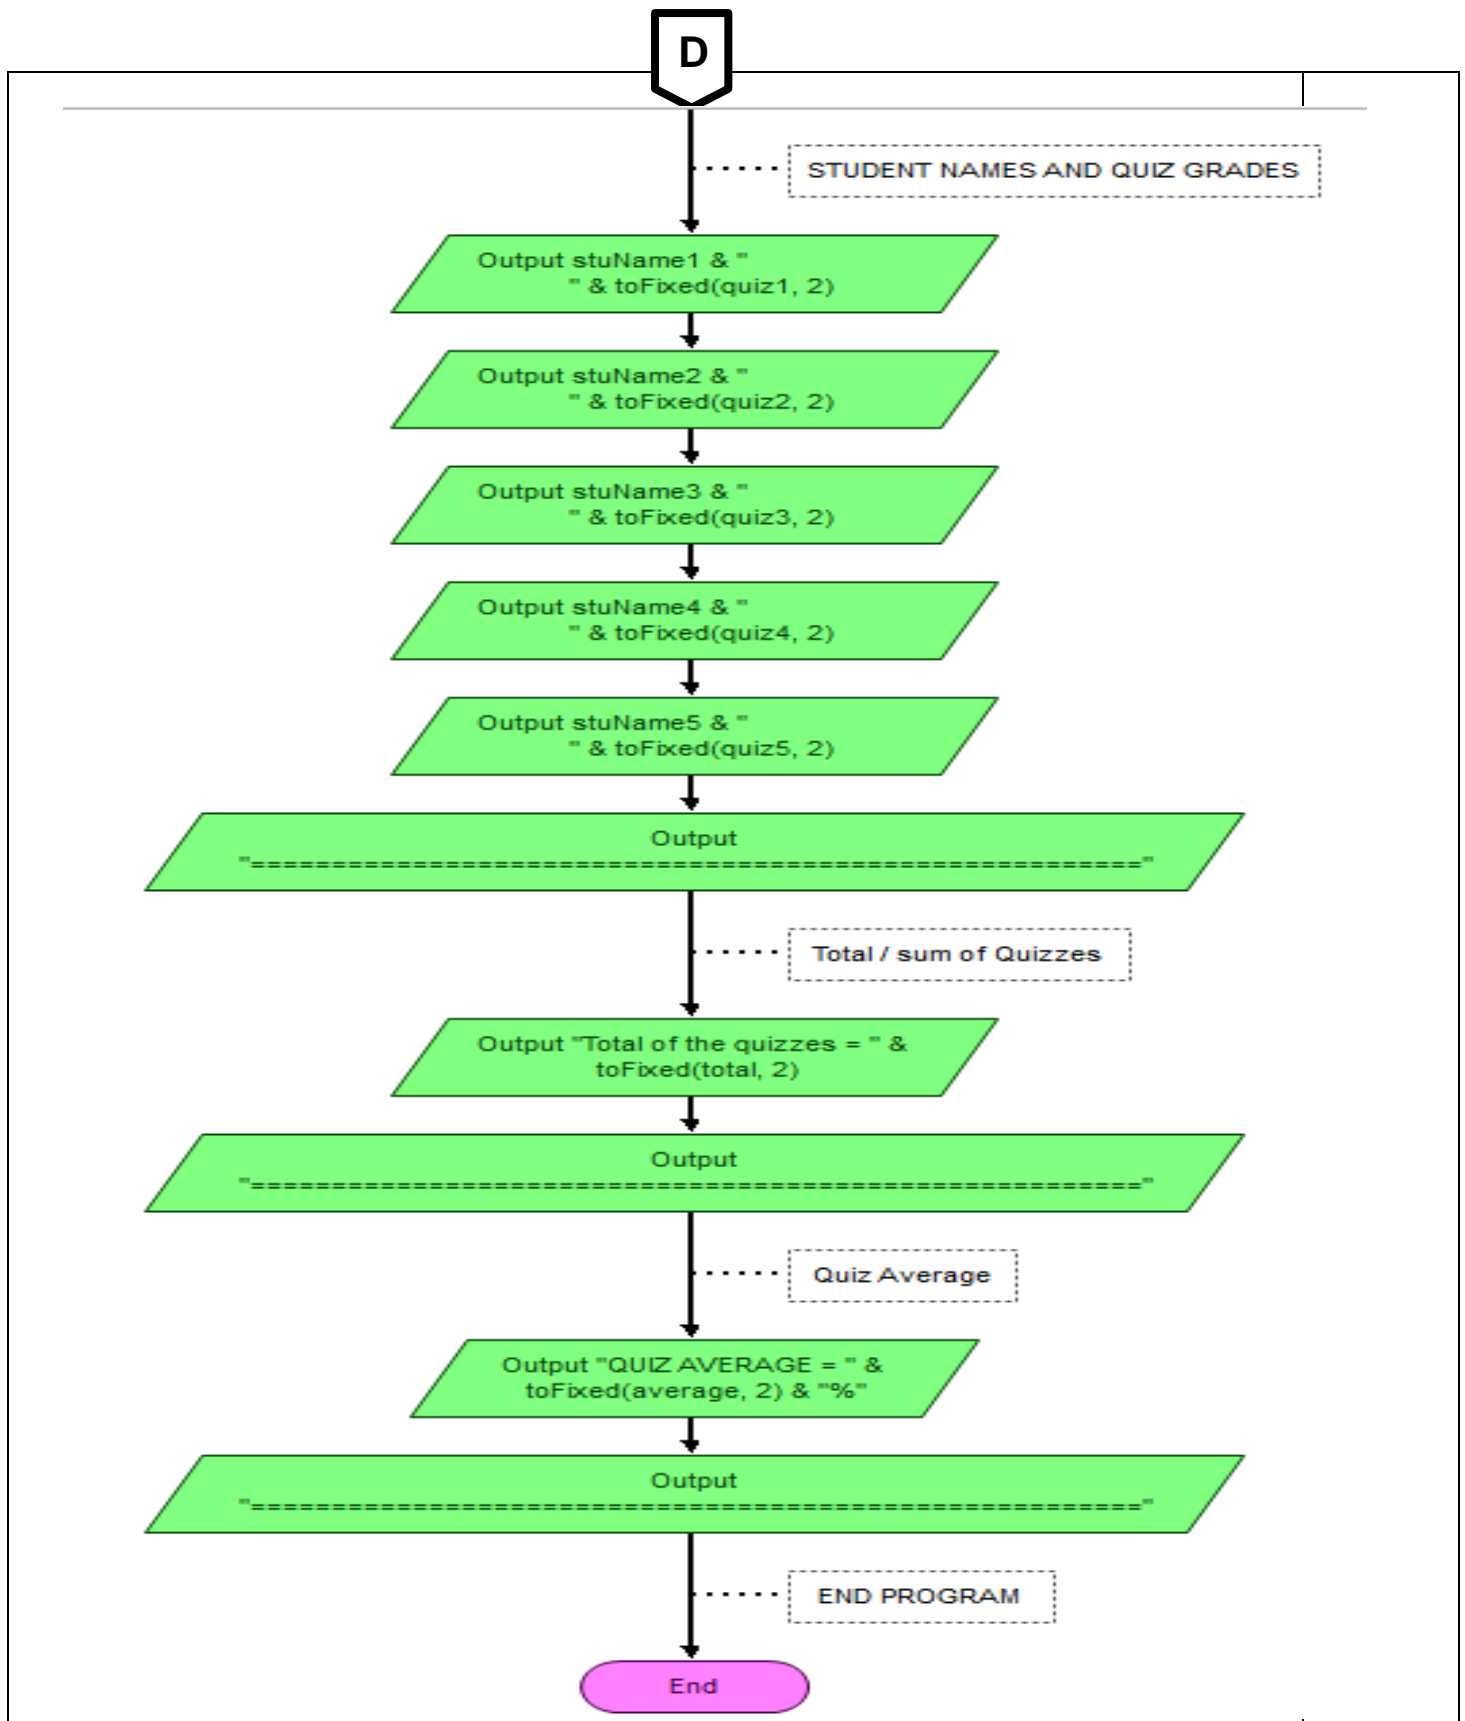 D
STUDENT NAMES AND QUIZ GRADES
Output stuName1 & "
" & toFixed(quiz1, 2)
Output stuName2 & "
" & toFixed(quiz2, 2)
Output stuName3 & "
" & toFixed(quiz3, 2)
Output stuName4 & "
" & toFixed(quiz4, 2)
Output stuName5 & "
" & toFixed(quiz5, 2)
Output
"======================================================="
Total / sum of Quizzes
Output "Total of the quizzes = " &
toFixed(total, 2)
Output
"======================================================="
Quiz Average
Output "QUIZ AVERAGE = " &
toFixed(average, 2) & "%"
Output
"======================================================="
END PROGRAM
End